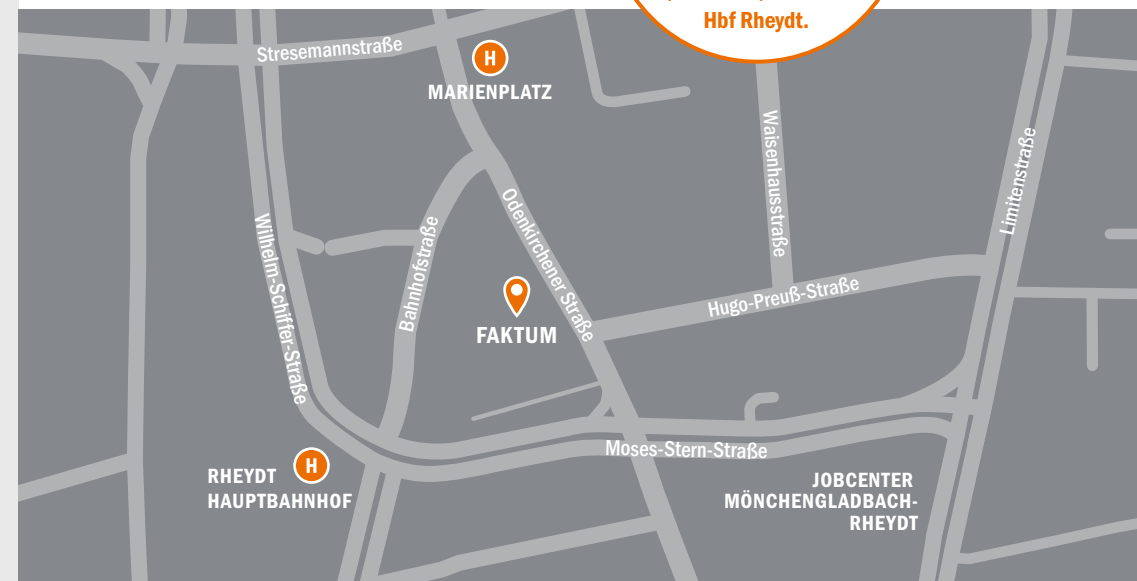 Hbf Rheydt.
Stresemannstraße
H
MARIENPLATZ
Waisenhausstraße
Limitenstraße
Odenkirchener Straße
Wilhelm-Schiffer-Straße
Bahnhofstraße
Hugo-Preuß-Straße
FAKTUM
Moses-Stern-Straße
H
RHEYDT
HAUPTBAHNHOF
JOBCENTER
MÖNCHENGLADBACH-
RHEYDT